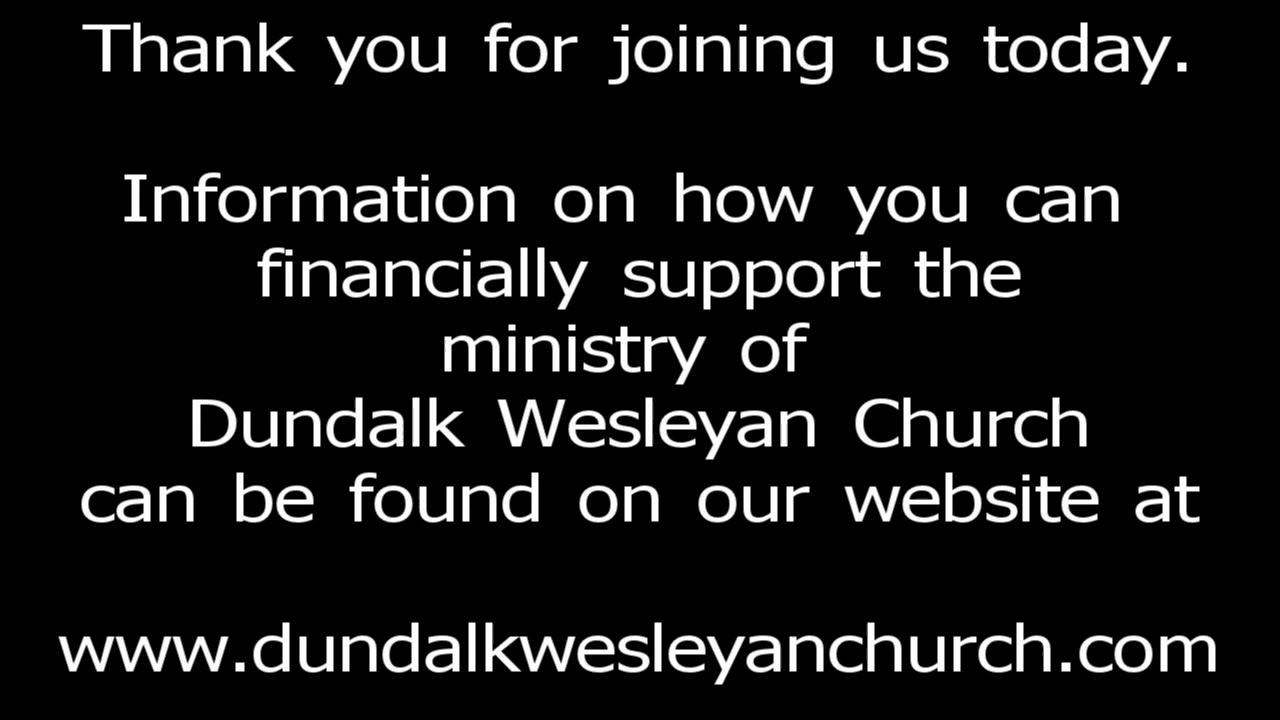 Thank you for joining us today.
Information on how you can
financially support the
ministry of
Dundalk Wesleyan Church
can be found on our website at
www.dundalkwesleyanchurch.com